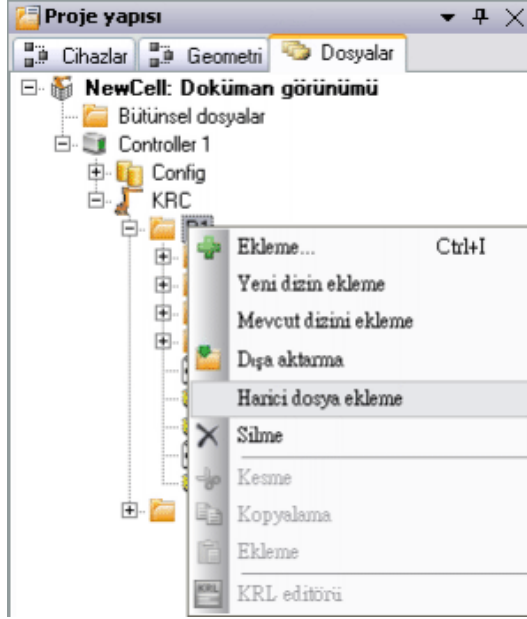 Proje yapısı
Cihazlar Geometri Dosyalar
NewCell: Doküman görünümü
Bütünsel dosyalar
Controller 1
Config
KRC
Ekleme... Ctrl+I
Yeni dizin ekleme
Mevcut dizini ekleme
Dışa aktarma
Harici dosya ekleme
Silme
Kesme
Kopyalama
Ekleme
KRL editörü